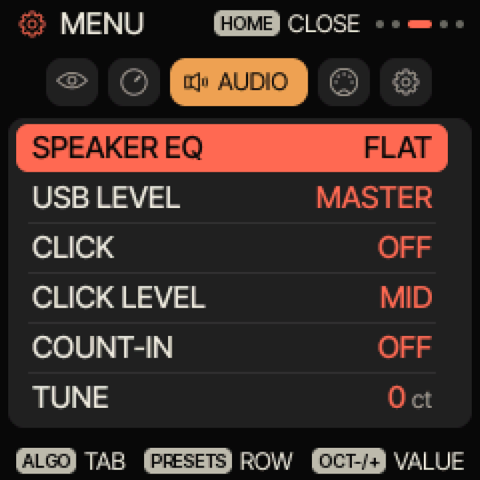 MENU HOME CLOSE
AUDIO
SPEAKER EQ FLAT
USB LEVEL MASTER
CLICK OFF
CLICK LEVEL MID
COUNT-IN OFF
TUNE 0 ct
ALGO TAB PRESETS ROW OCT-/+ VALUE